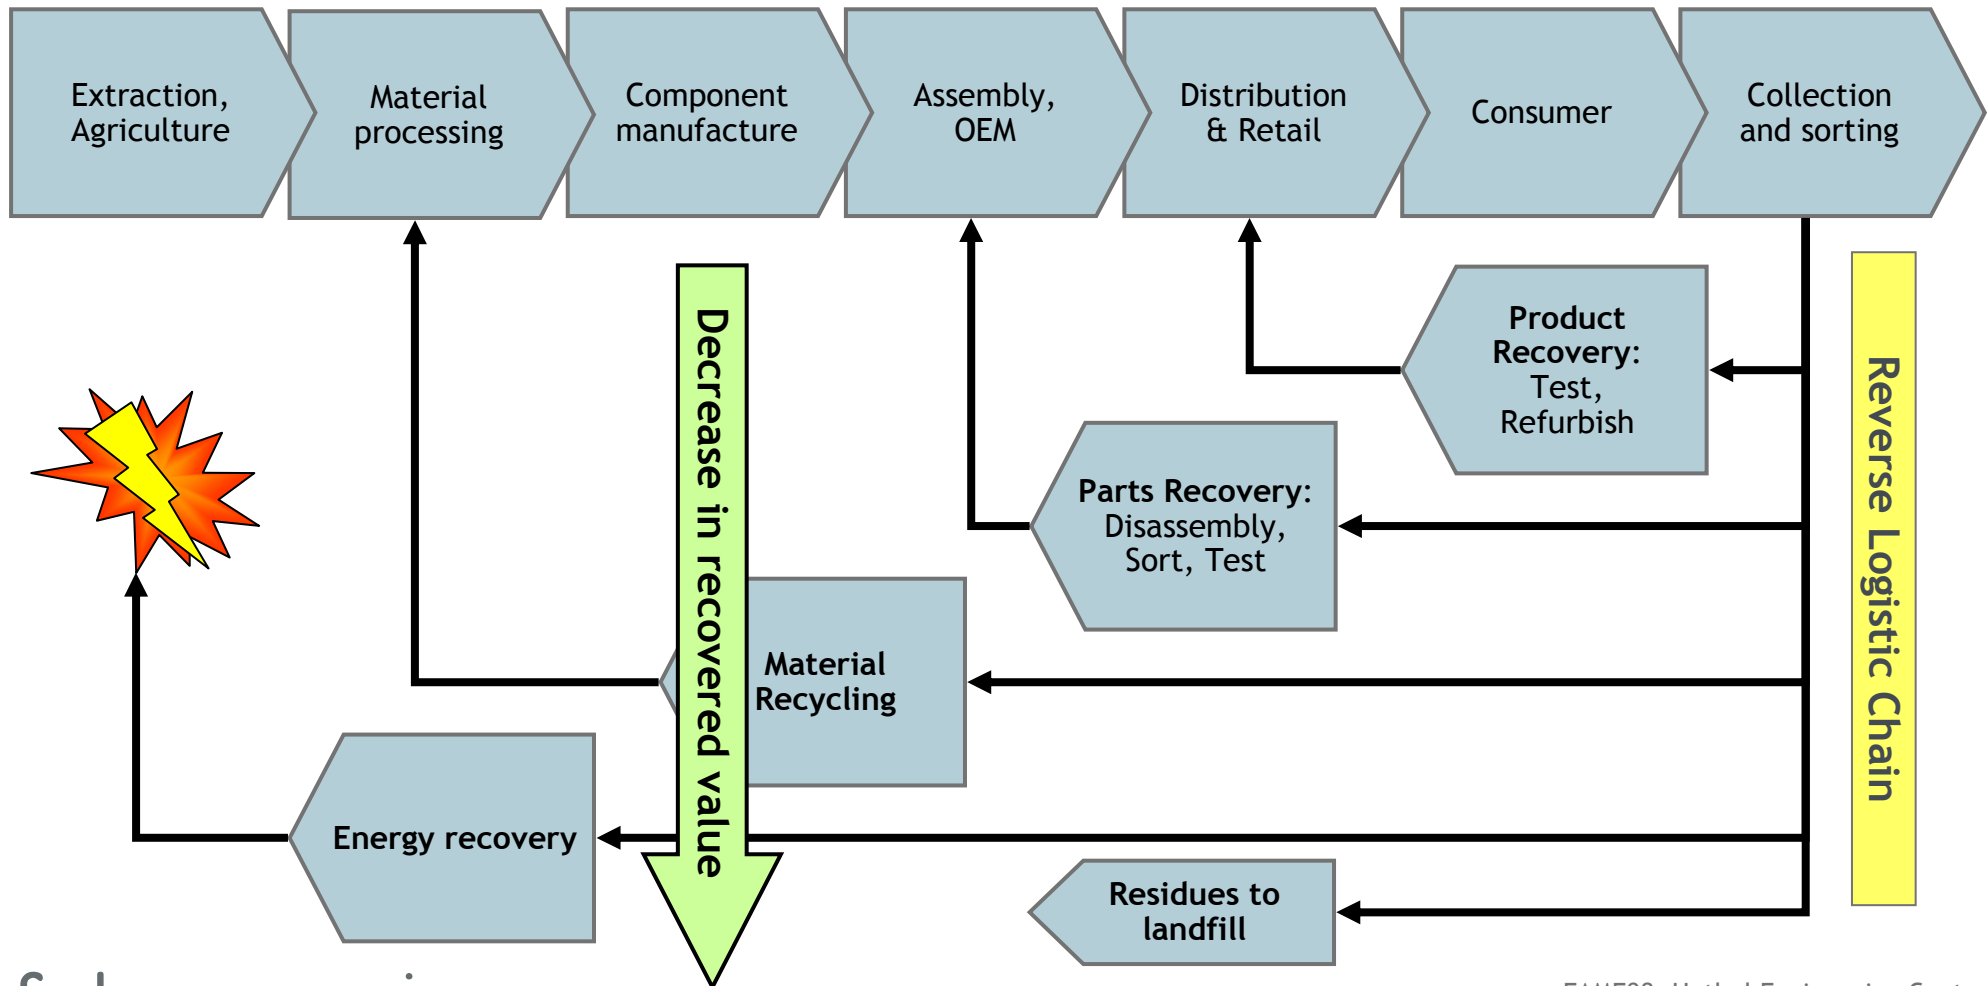 Extraction,
Agriculture
Material
processing
Component
manufacture
Assembly,
OEM
Distribution
& Retail
Consumer
Collection
and sorting
Product
Recovery:
Test,
Refurbish
Parts Recovery:
Disassembly,
Sort, Test
Material
Recycling
Energy recovery
Residues to
landfill
Decrease in recovered value
Reverse Logistic Chain